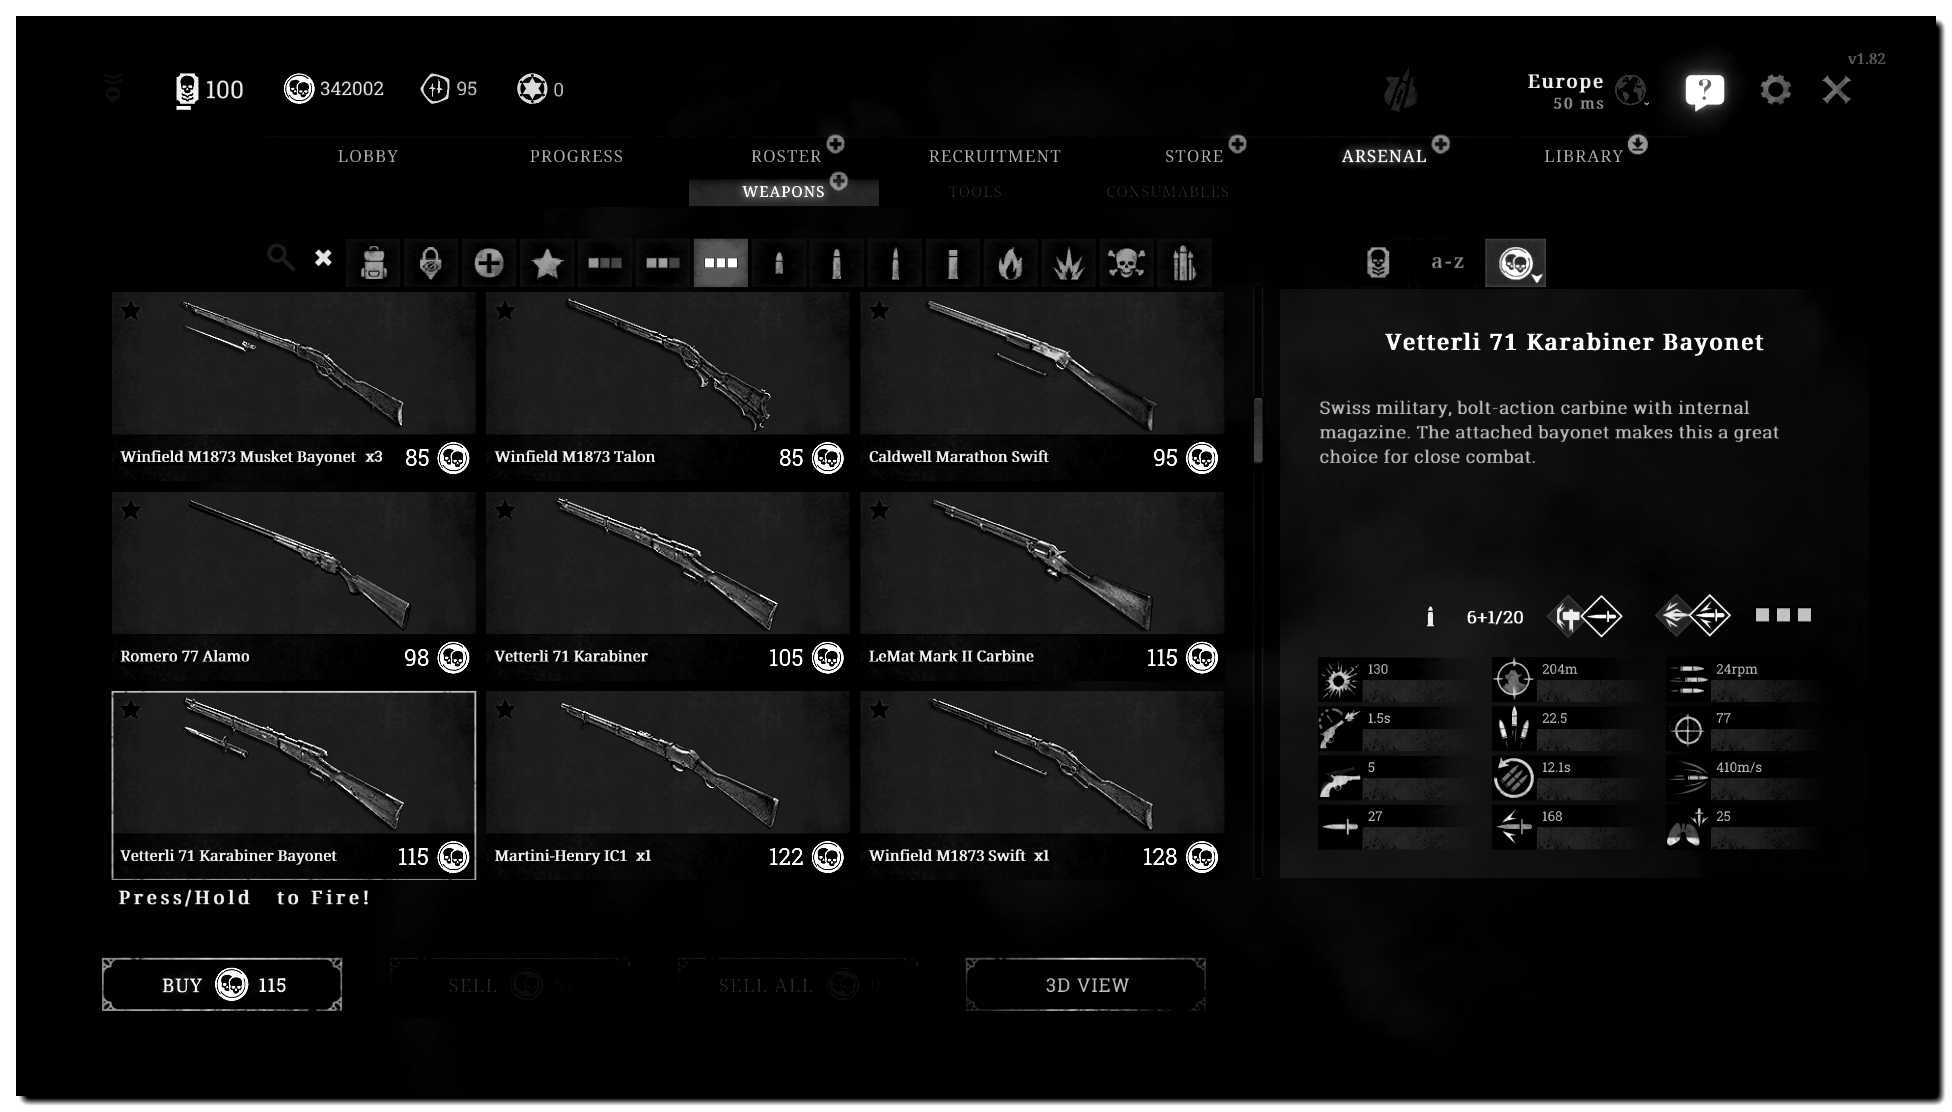 v1.82
100 342002 95 0
Europe
50 ms
?
LOBBY PROGRESS ROSTER RECRUITMENT STORE ARSENAL LIBRARY
WEAPONS TOOLS CONSUMABLES
a-z
Winfield M1873 Musket Bayonet x3 85
Winfield M1873 Talon 85
Caldwell Marathon Swift 95
Romero 77 Alamo 98
Vetterli 71 Karabiner 105
LeMat Mark II Carbine 115
Vetterli 71 Karabiner Bayonet 115
Martini-Henry IC1 x1 122
Winfield M1873 Swift x1 128
Press/Hold to Fire!
BUY 115
SELL 57
SELL ALL 0
3D VIEW
Vetterli 71 Karabiner Bayonet
Swiss military, bolt-action carbine with internal
magazine. The attached bayonet makes this a great
choice for close combat.
6+1/20
130 204m 24rpm
1.5s 22.5 77
5 12.1s 410m/s
27 168 25